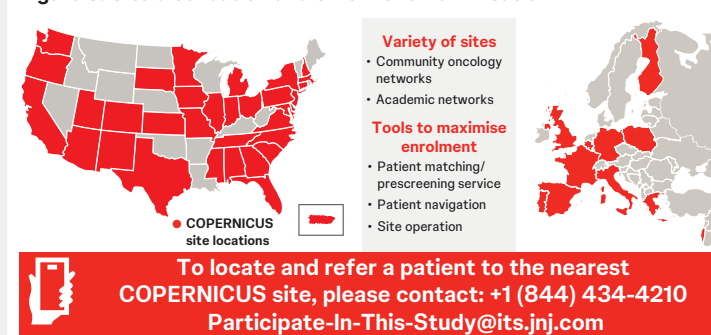 Variety of sites
• Community oncology
networks
• Academic networks
Tools to maximise
enrolment
• Patient matching/
prescreening service
• Patient navigation
• Site operation
COPERNICUS
site locations
To locate and refer a patient to the nearest
COPERNICUS site, please contact: +1 (844) 434-4210
Participate-In-This-Study@its.jnj.com